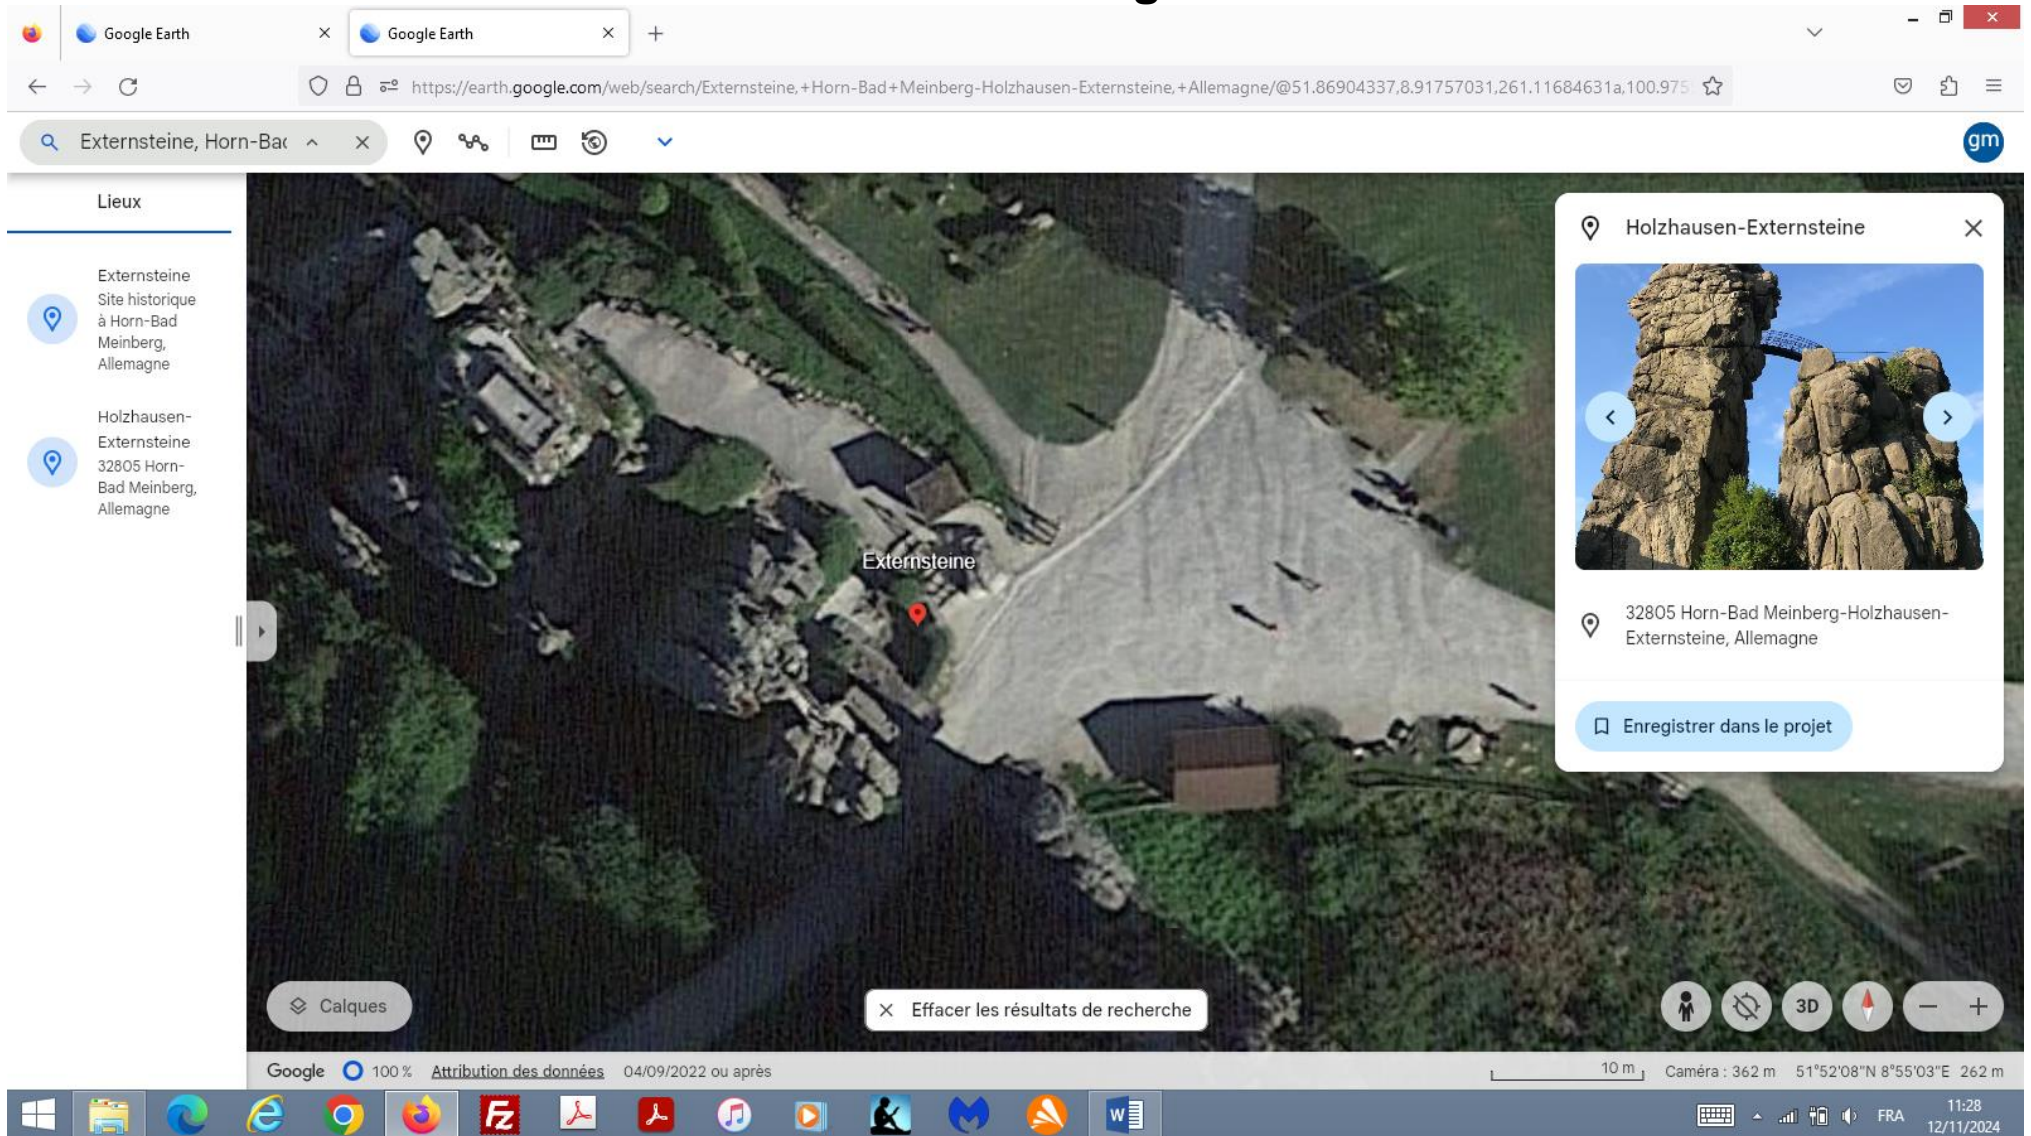 Google Earth
Google Earth
https://earth.google.com/web/search/Externsteine,+Horn-Bad+Meinberg-Holzhausen-Externsteine,+Allemagne/@51.86904337,8.91757031,261.11684631a,100.975
Externsteine, Horn-Bac
gm
Lieux
Externsteine
Site historique
à Horn-Bad
Meinberg,
Allemagne
Holzhausen-
Externsteine
32805 Horn-
Bad Meinberg,
Allemagne
Externsteine
Holzhausen-Externsteine
32805 Horn-Bad Meinberg-Holzhausen-
Externsteine, Allemagne
Enregistrer dans le projet
Calques
Effacer les résultats de recherche
3D
Google 100 % Attribution des données 04/09/2022 ou après
10 m Caméra : 362 m 51°52'08"N 8°55'03"E 262 m
FRA
11:28
12/11/2024